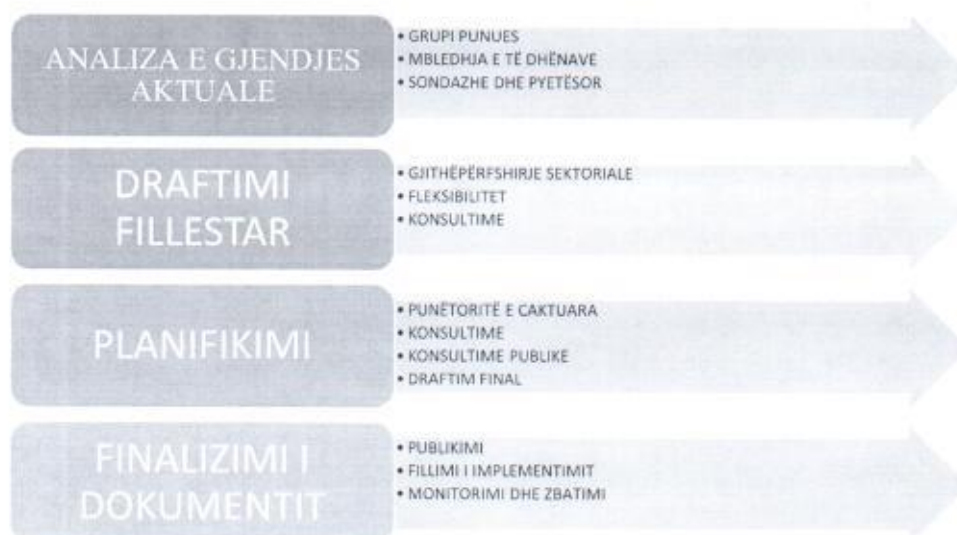 ANALIZA E GJENDJES
AKTUALE
• GRUPI PUNUES
• MBLEDHJA E TË DHËNAVE
• SONDAZHE DHE PYETËSOR
DRAFTIMI
FILLESTAR
• GJITHËPËRFSHIRJE SEKTORIALE
• FLEKSIBILITET
• KONSULTIME
PLANIFIKIMI
• PUNËTORITË E CAKTUARA
• KONSULTIME
• KONSULTIME PUBLIKE
• DRAFTIM FINAL
FINALIZIMI I
DOKUMENTIT
• PUBLIKIMI
• FILLIMI I IMPLEMENTIMIT
• MONITORIMI DHE ZBATIMI